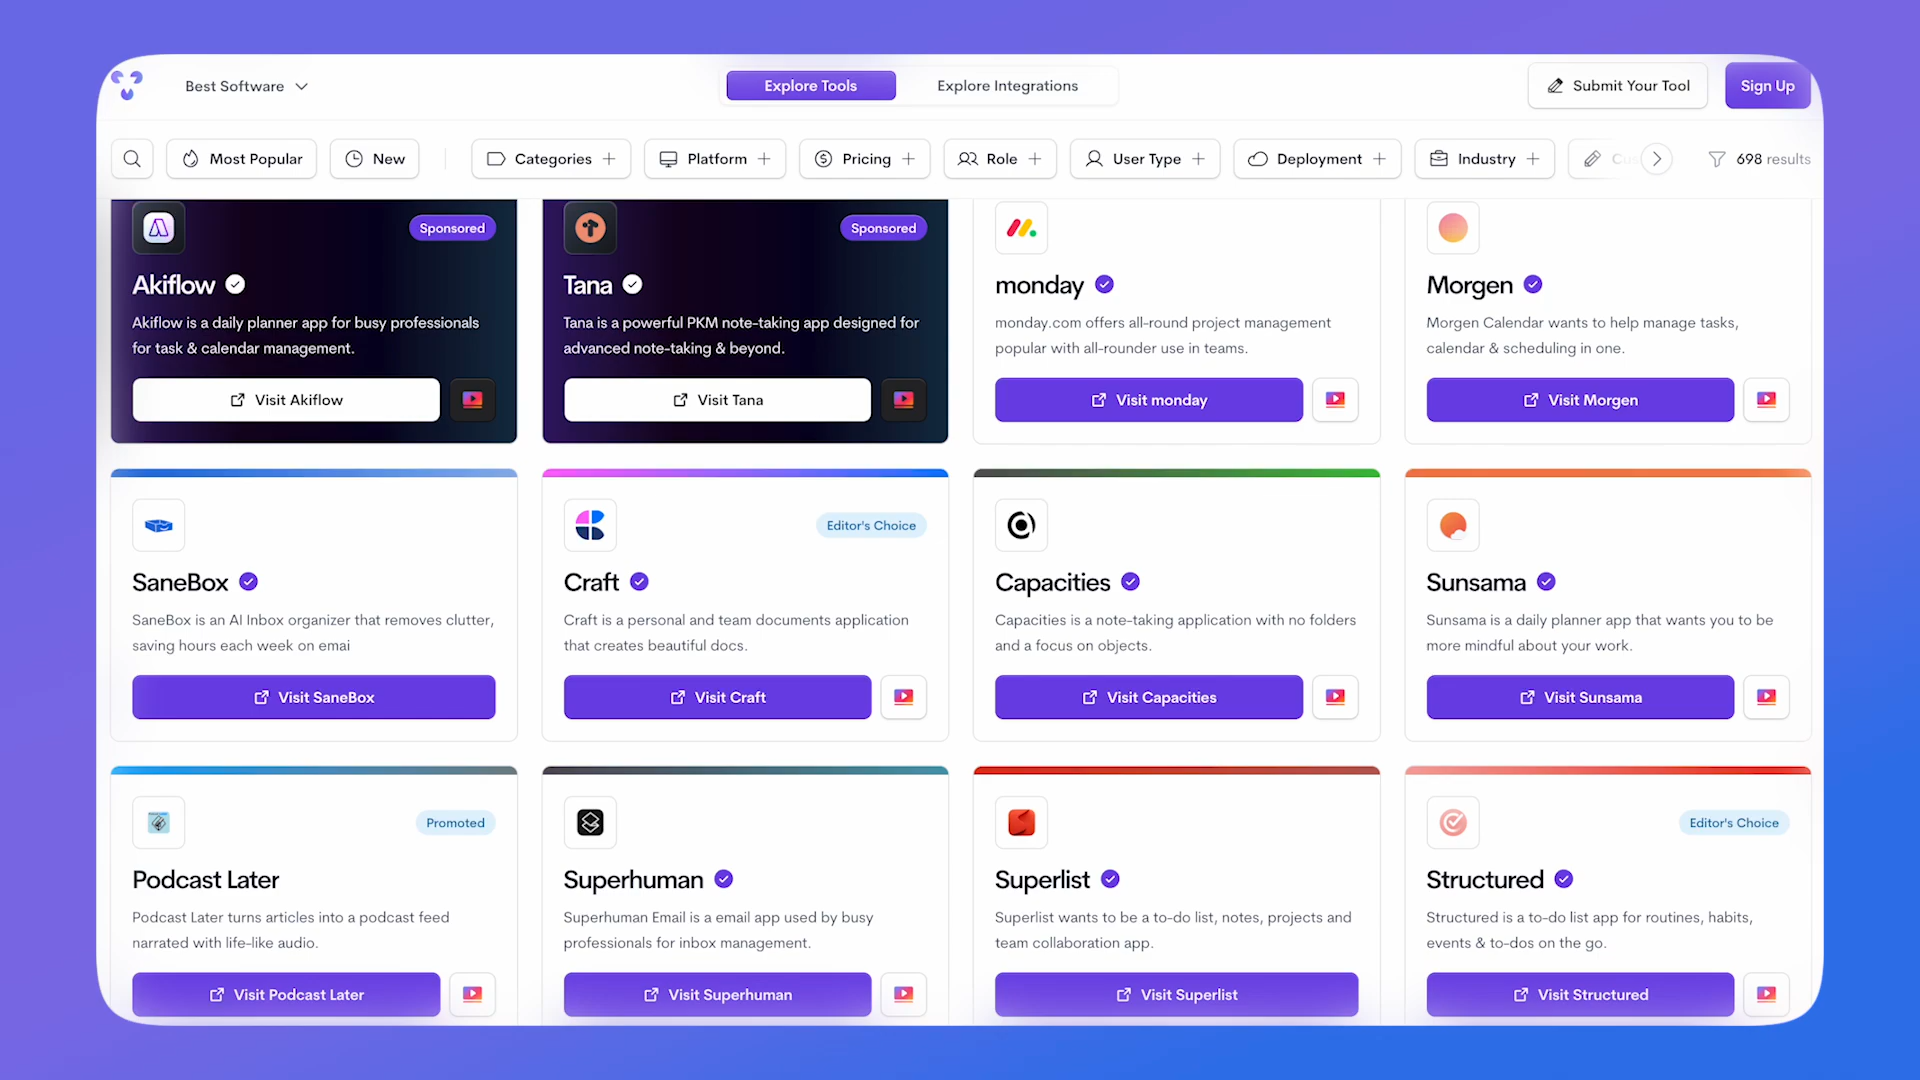 Best Software
Explore Tools
Explore Integrations
Submit Your Tool
Sign Up
Most Popular
New
Categories
Platform
Pricing
Role
User Type
Deployment
Industry
698 results
Sponsored
Akiflow
Akiflow is a daily planner app for busy professionals
for task & calendar management.
Visit Akiflow
Sponsored
Tana
Tana is a powerful PKM note-taking app designed for
advanced note-taking & beyond.
Visit Tana
monday
monday.com offers all-round project management
popular with all-rounder use in teams.
Visit monday
Morgen
Morgen Calendar wants to help manage tasks,
calendar & scheduling in one.
Visit Morgen
SaneBox
SaneBox is an AI Inbox organizer that removes clutter,
saving hours each week on emai
Visit SaneBox
Editor's Choice
Craft
Craft is a personal and team documents application
that creates beautiful docs.
Visit Craft
Capacities
Capacities is a note-taking application with no folders
and a focus on objects.
Visit Capacities
Sunsama
Sunsama is a daily planner app that wants you to be
more mindful about your work.
Visit Sunsama
Promoted
Podcast Later
Podcast Later turns articles into a podcast feed
narrated with life-like audio.
Visit Podcast Later
Superhuman
Superhuman Email is a email app used by busy
professionals for inbox management.
Visit Superhuman
Superlist
Superlist wants to be a to-do list, notes, projects and
team collaboration app.
Visit Superlist
Editor's Choice
Structured
Structured is a to-do list app for routines, habits,
events & to-dos on the go.
Visit Structured